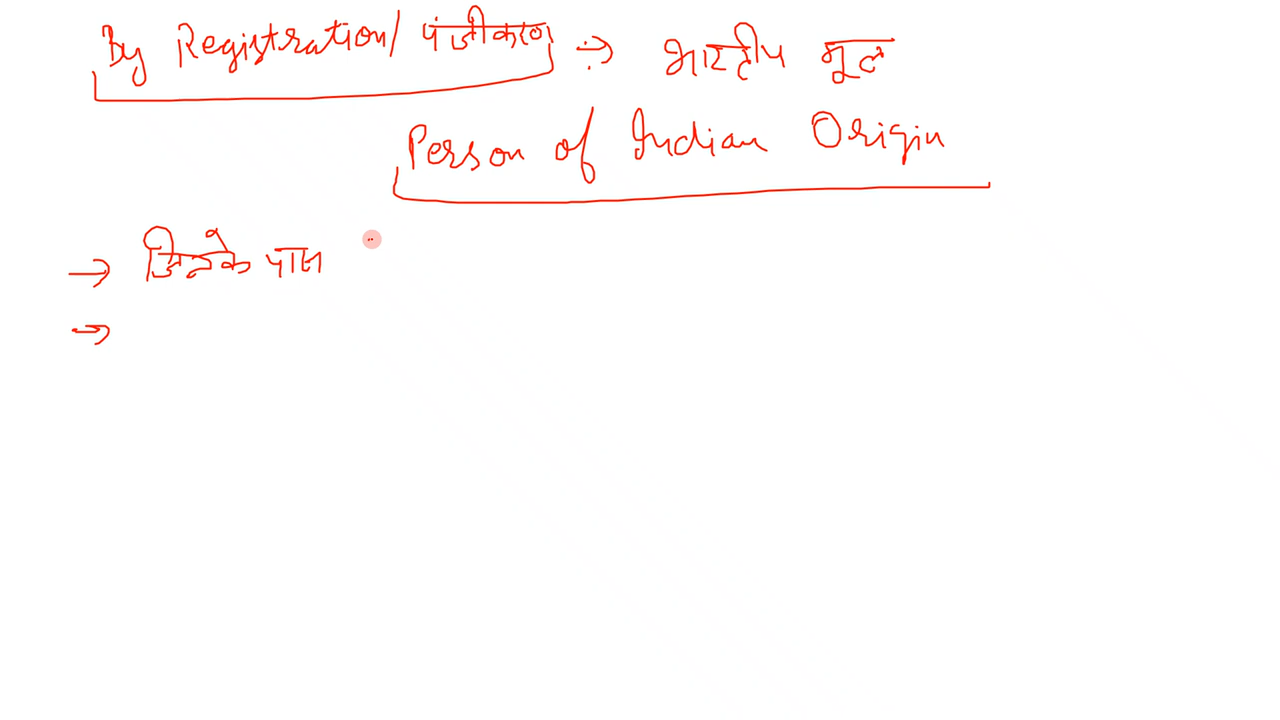 By Registration/ पंजीकरण :→ भारतीय मूल
Person of Indian Origin
→ जिनके पास
→